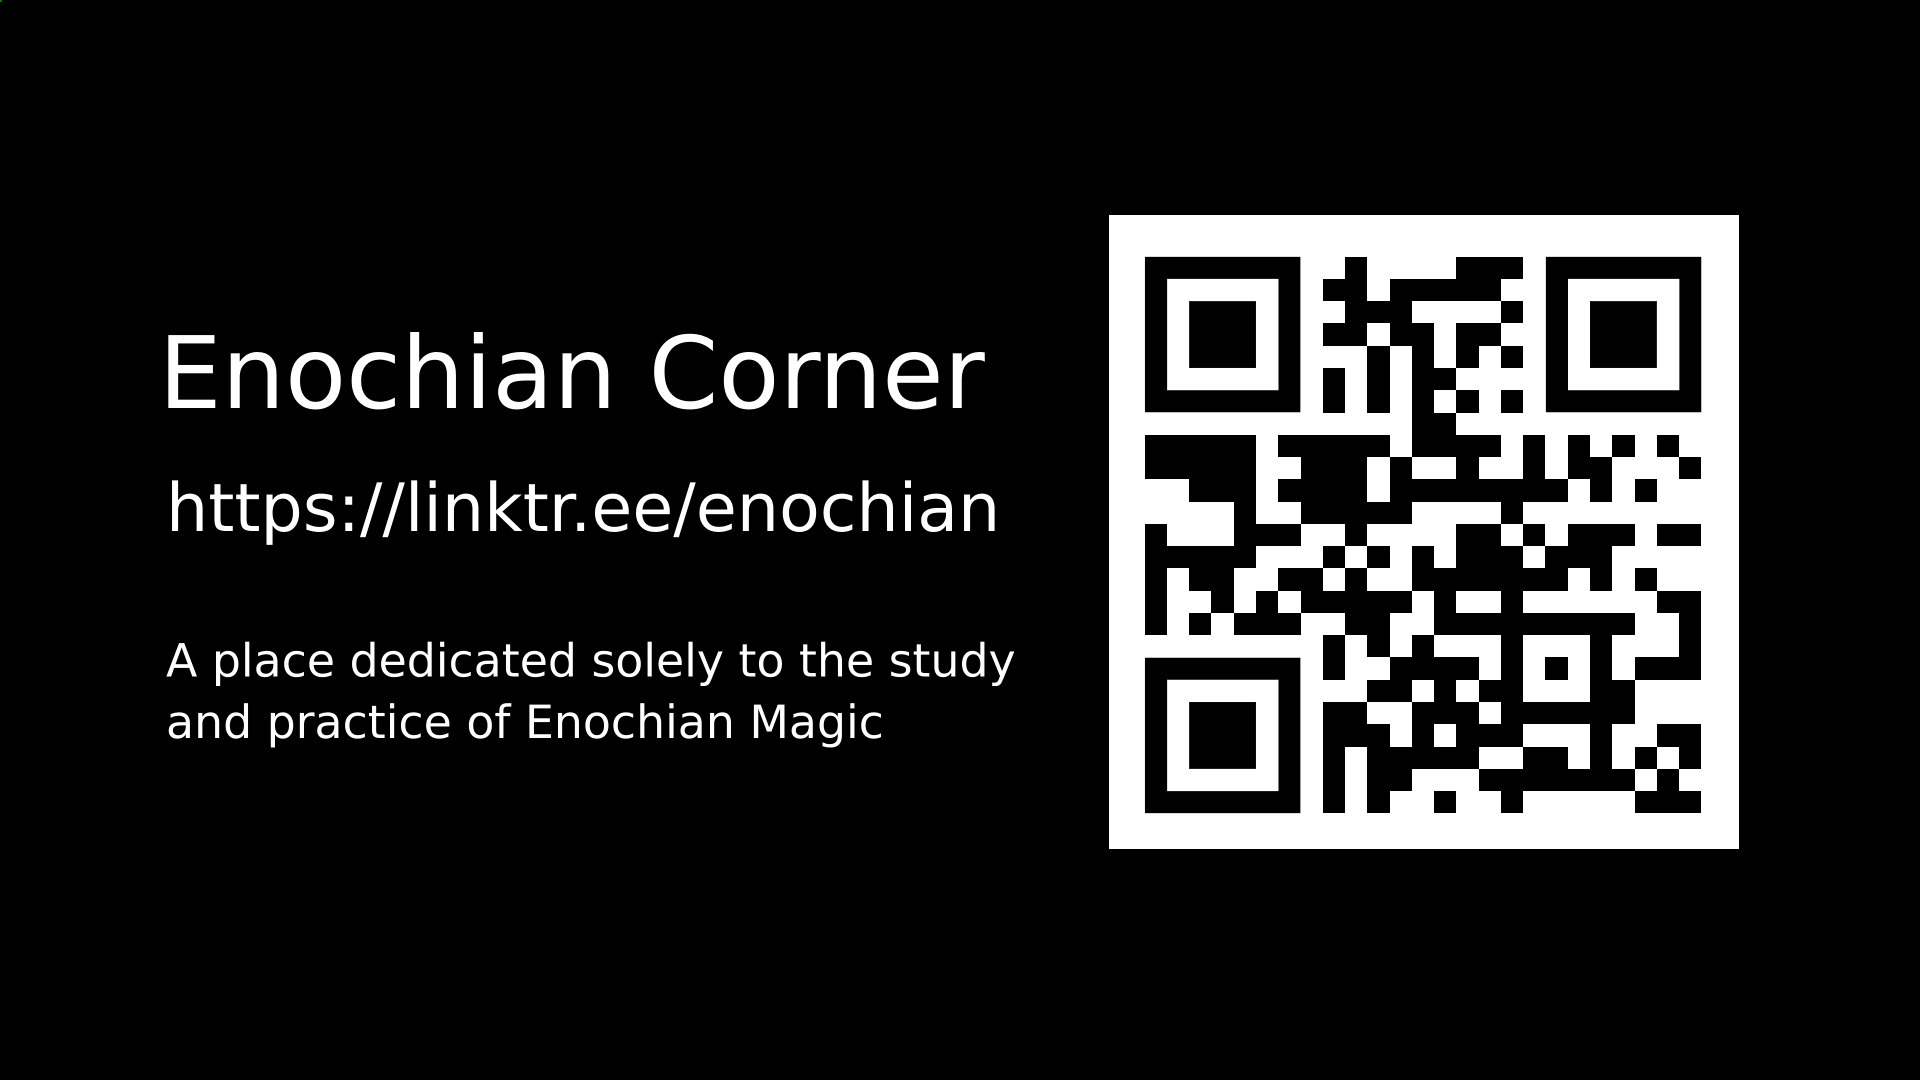 Enochian Corner
https://linktr.ee/enochian
A place dedicated solely to the study
and practice of Enochian Magic